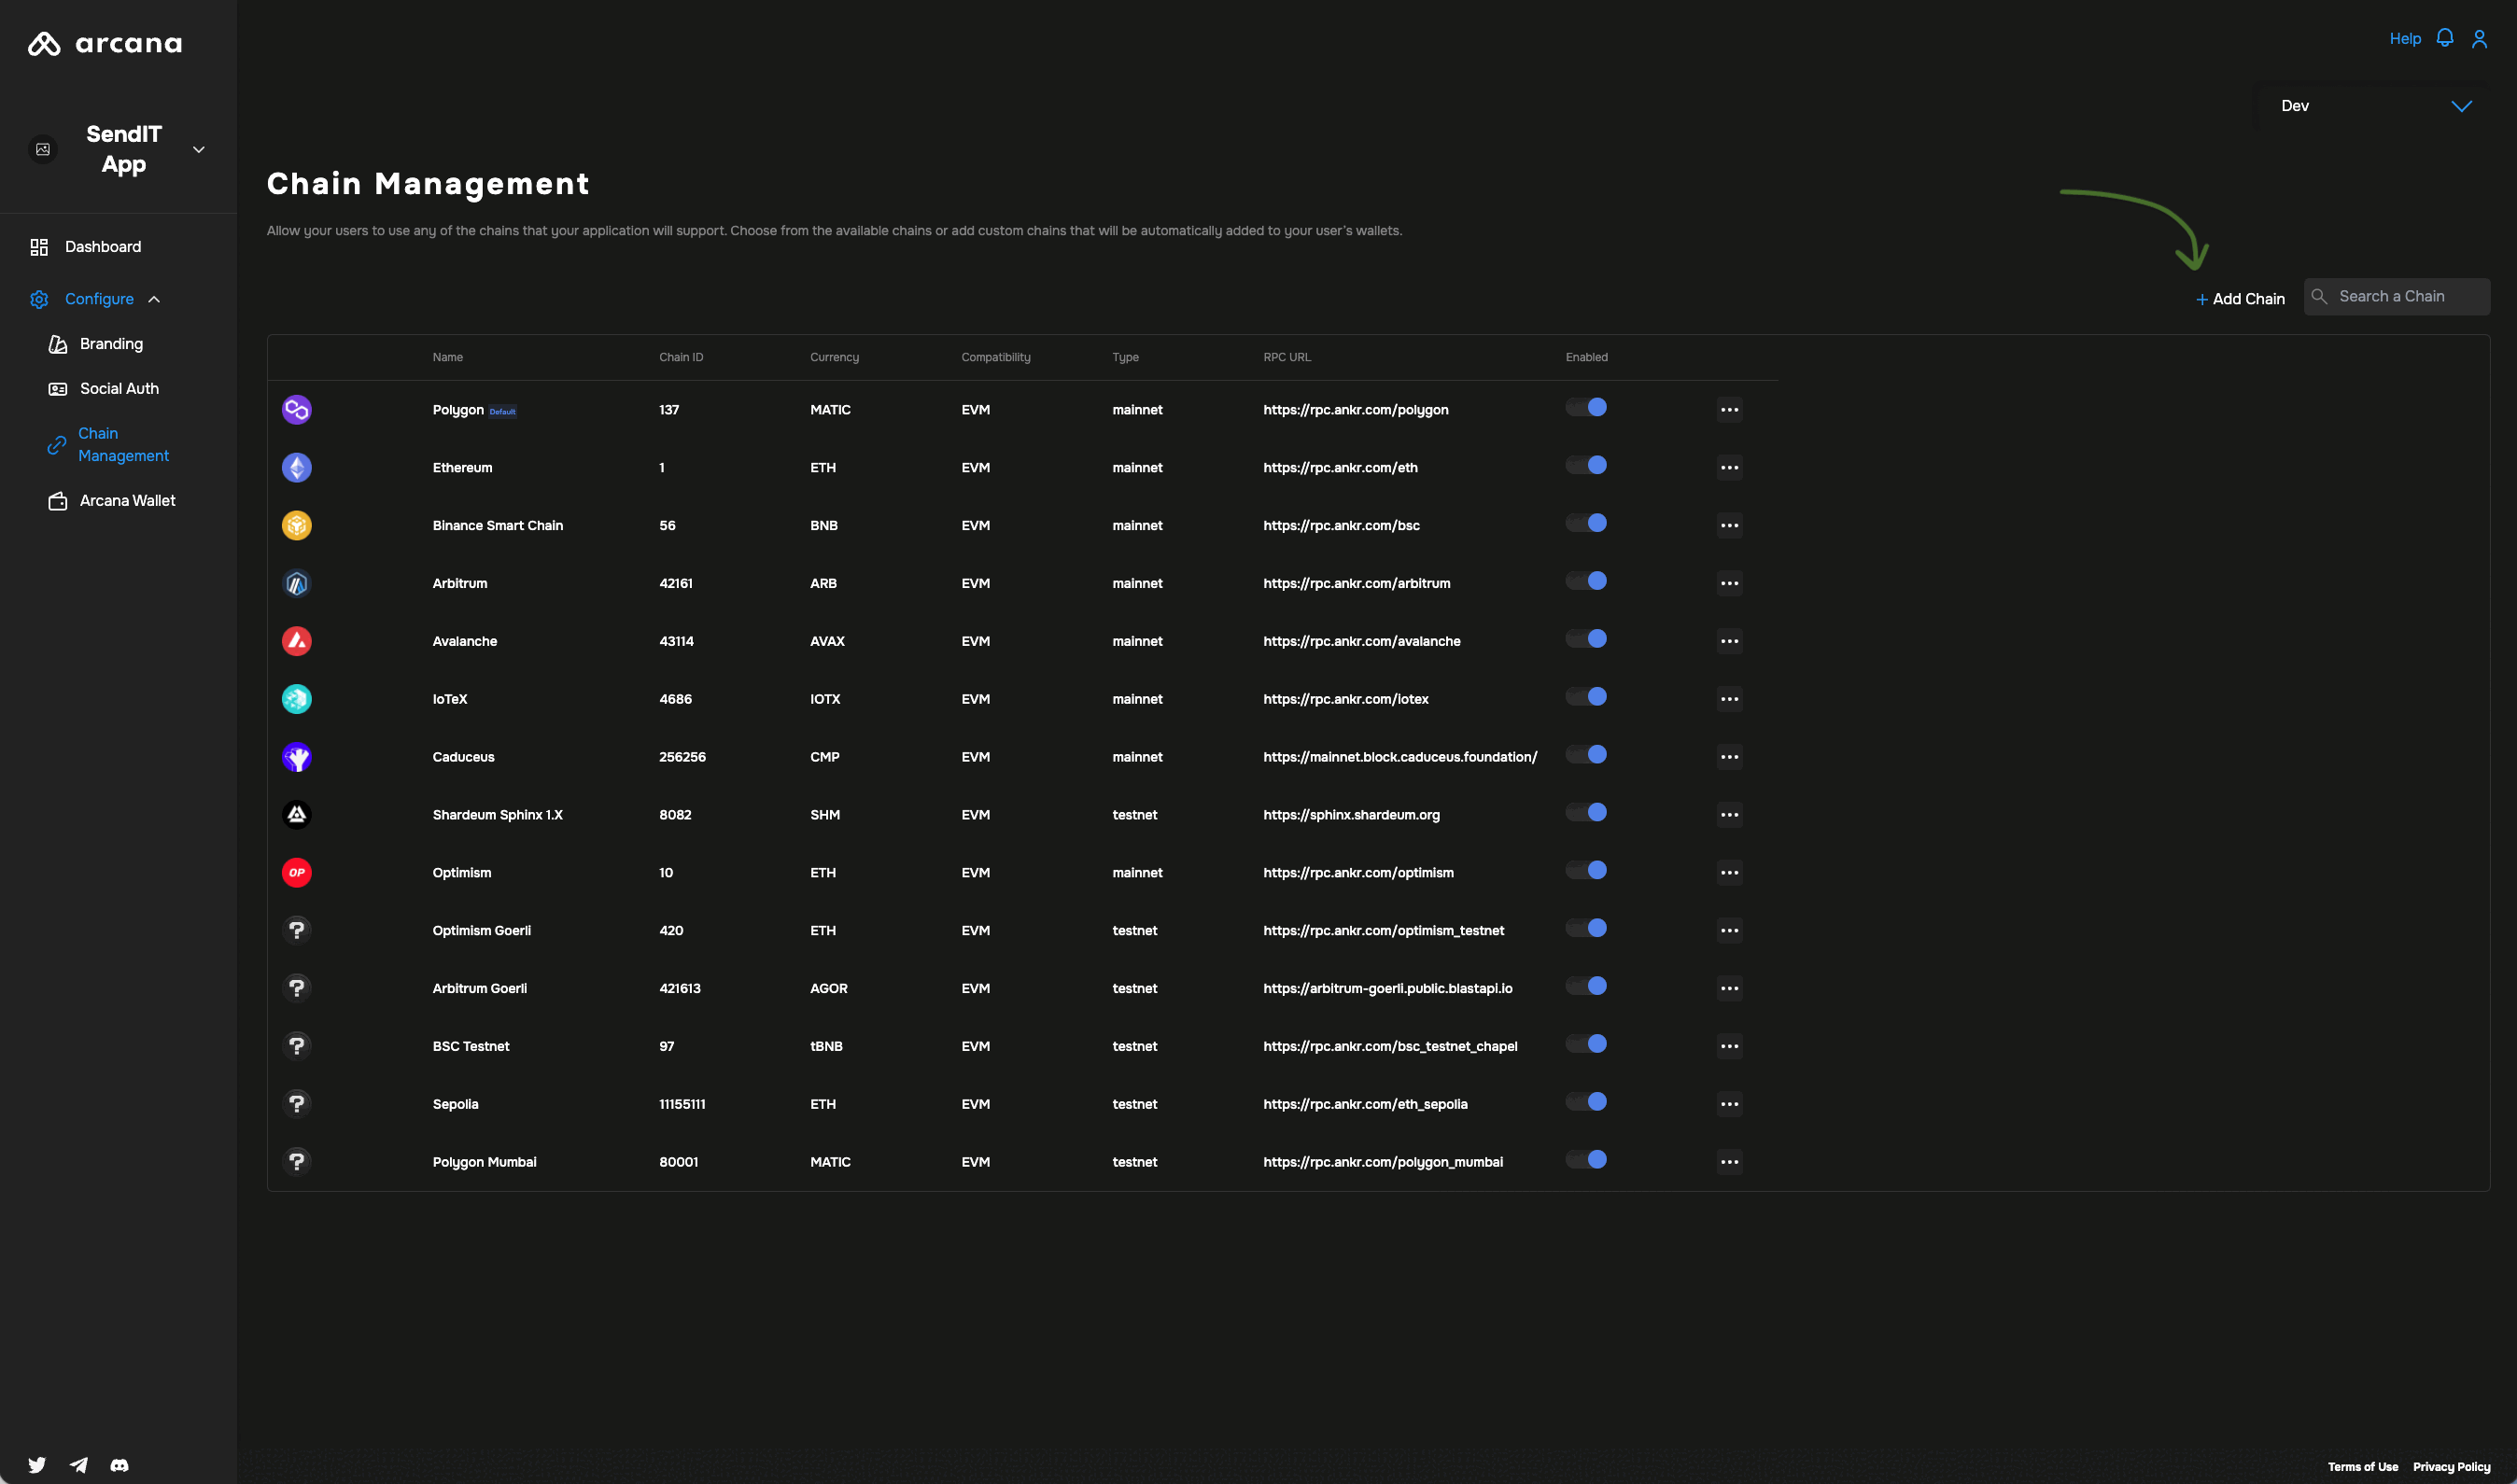 arcana
Help
Dev
SendIT
App
Chain Management
Allow your users to use any of the chains that your application will support. Choose from the available chains or add custom chains that will be automatically added to your user's wallets.
Dashboard
Configure
Branding
Social Auth
Chain
Management
Arcana Wallet
+ Add Chain Search a Chain
Name Chain ID Currency Compatibility Type RPC URL Enabled
Polygon Default 137 MATIC EVM mainnet https://rpc.ankr.com/polygon
Ethereum 1 ETH EVM mainnet https://rpc.ankr.com/eth
Binance Smart Chain 56 BNB EVM mainnet https://rpc.ankr.com/bsc
Arbitrum 42161 ARB EVM mainnet https://rpc.ankr.com/arbitrum
Avalanche 43114 AVAX EVM mainnet https://rpc.ankr.com/avalanche
IoTeX 4686 IOTX EVM mainnet https://rpc.ankr.com/iotex
Caduceus 256256 CMP EVM mainnet https://mainnet.block.caduceus.foundation/
Shardeum Sphinx 1.X 8082 SHM EVM testnet https://sphinx.shardeum.org
OP Optimism 10 ETH EVM mainnet https://rpc.ankr.com/optimism
? Optimism Goerli 420 ETH EVM testnet https://rpc.ankr.com/optimism_testnet
? Arbitrum Goerli 421613 AGOR EVM testnet https://arbitrum-goerli.public.blastapi.io
? BSC Testnet 97 tBNB EVM testnet https://rpc.ankr.com/bsc_testnet_chapel
? Sepolia 11155111 ETH EVM testnet https://rpc.ankr.com/eth_sepolia
? Polygon Mumbai 80001 MATIC EVM testnet https://rpc.ankr.com/polygon_mumbai
Terms of Use Privacy Policy